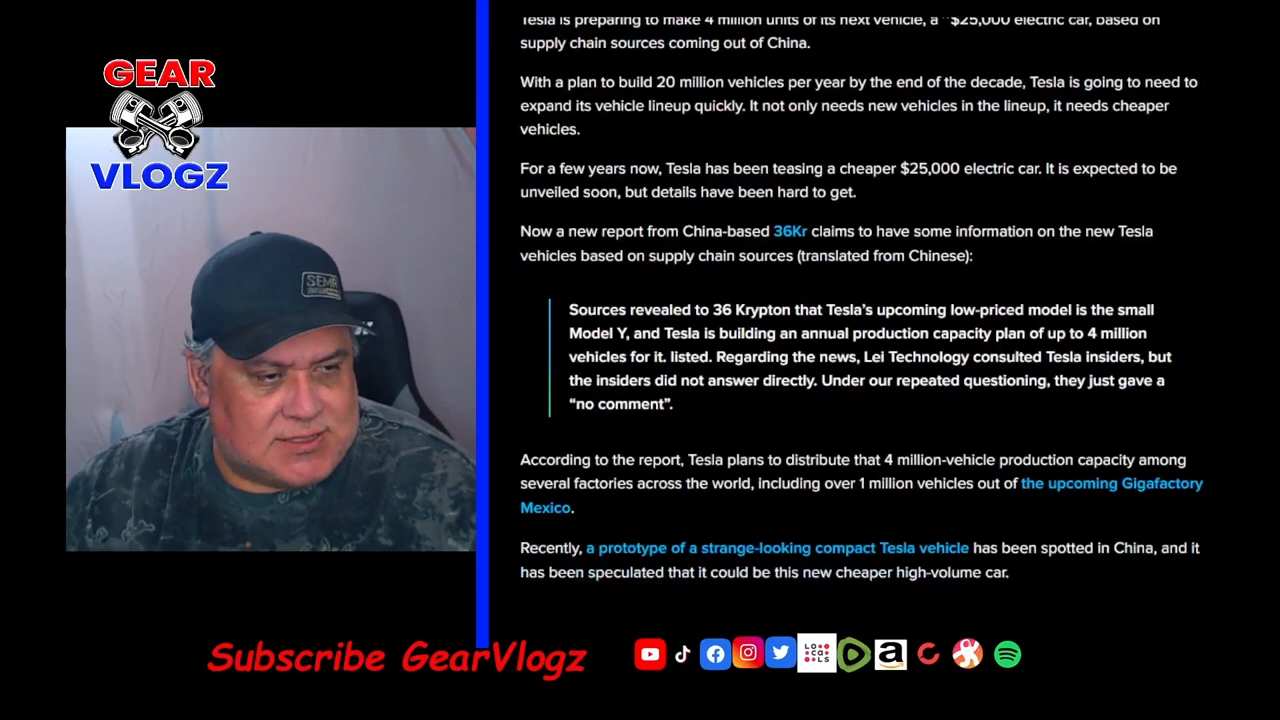 GEAR
VLOGZ
SEMA
Tesla is preparing to make 4 million units of its next vehicle, a ~$25,000 electric car, based on
supply chain sources coming out of China.
With a plan to build 20 million vehicles per year by the end of the decade, Tesla is going to need to
expand its vehicle lineup quickly. It not only needs new vehicles in the lineup, it needs cheaper
vehicles.
For a few years now, Tesla has been teasing a cheaper $25,000 electric car. It is expected to be
unveiled soon, but details have been hard to get.
Now a new report from China-based 36Kr claims to have some information on the new Tesla
vehicles based on supply chain sources (translated from Chinese):
Sources revealed to 36 Krypton that Tesla's upcoming low-priced model is the small
Model Y, and Tesla is building an annual production capacity plan of up to 4 million
vehicles for it. listed. Regarding the news, Lei Technology consulted Tesla insiders, but
the insiders did not answer directly. Under our repeated questioning, they just gave a
“no comment”.
According to the report, Tesla plans to distribute that 4 million-vehicle production capacity among
several factories across the world, including over 1 million vehicles out of the upcoming Gigafactory
Mexico.
Recently, a prototype of a strange-looking compact Tesla vehicle has been spotted in China, and it
has been speculated that it could be this new cheaper high-volume car.
Subscribe GearVlogz
LOcaLS